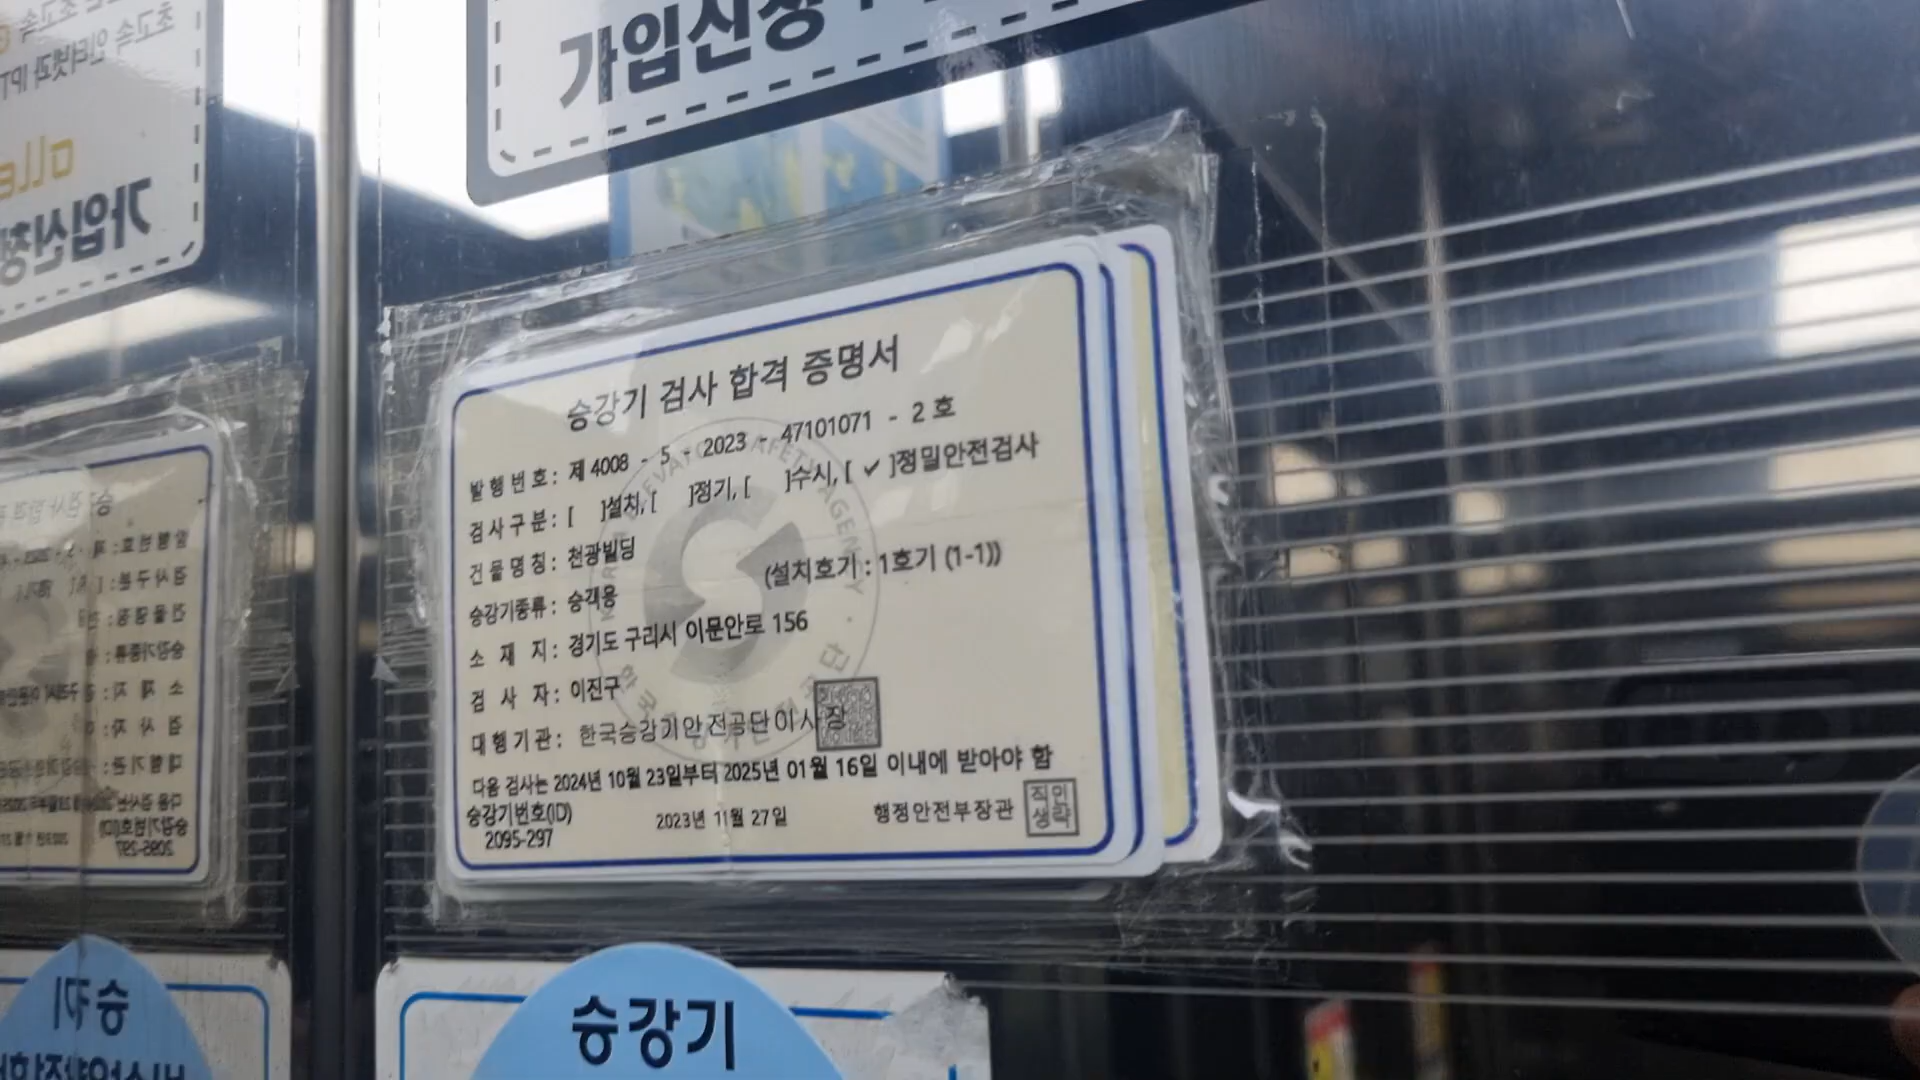 가입신청
승강기 검사 합격 증명서
발 행 번 호 : 제 4008 - 5 - 2023 - 47101071 - 2 호
검 사 구 분 : [ ]설치, [ ]정기, [ ]수시, [ ✓ ]정밀안전검사
건 물 명 칭 : 천광빌딩
(설치호기 : 1호기 (1-1))
승강기종류 : 승객용
소 재 지 : 경기도 구리시 이문안로 156
검 사 자 : 이진구
대 행 기 관 : 한국승강기안전공단이사장
다음 검사는 2024년 10월 23일부터 2025년 01월 16일 이내에 받아야 함
승강기번호(ID)
2095-297
2023년 11월 27일
행정안전부장관
직인
생략
승강기